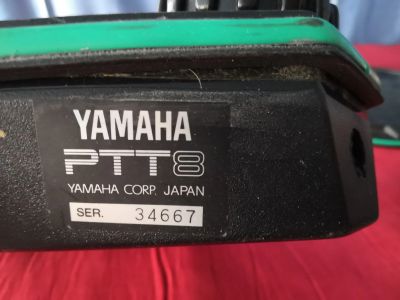 YAMAHA
PTT8
YAMAHA CORP. JAPAN
SER. 34667